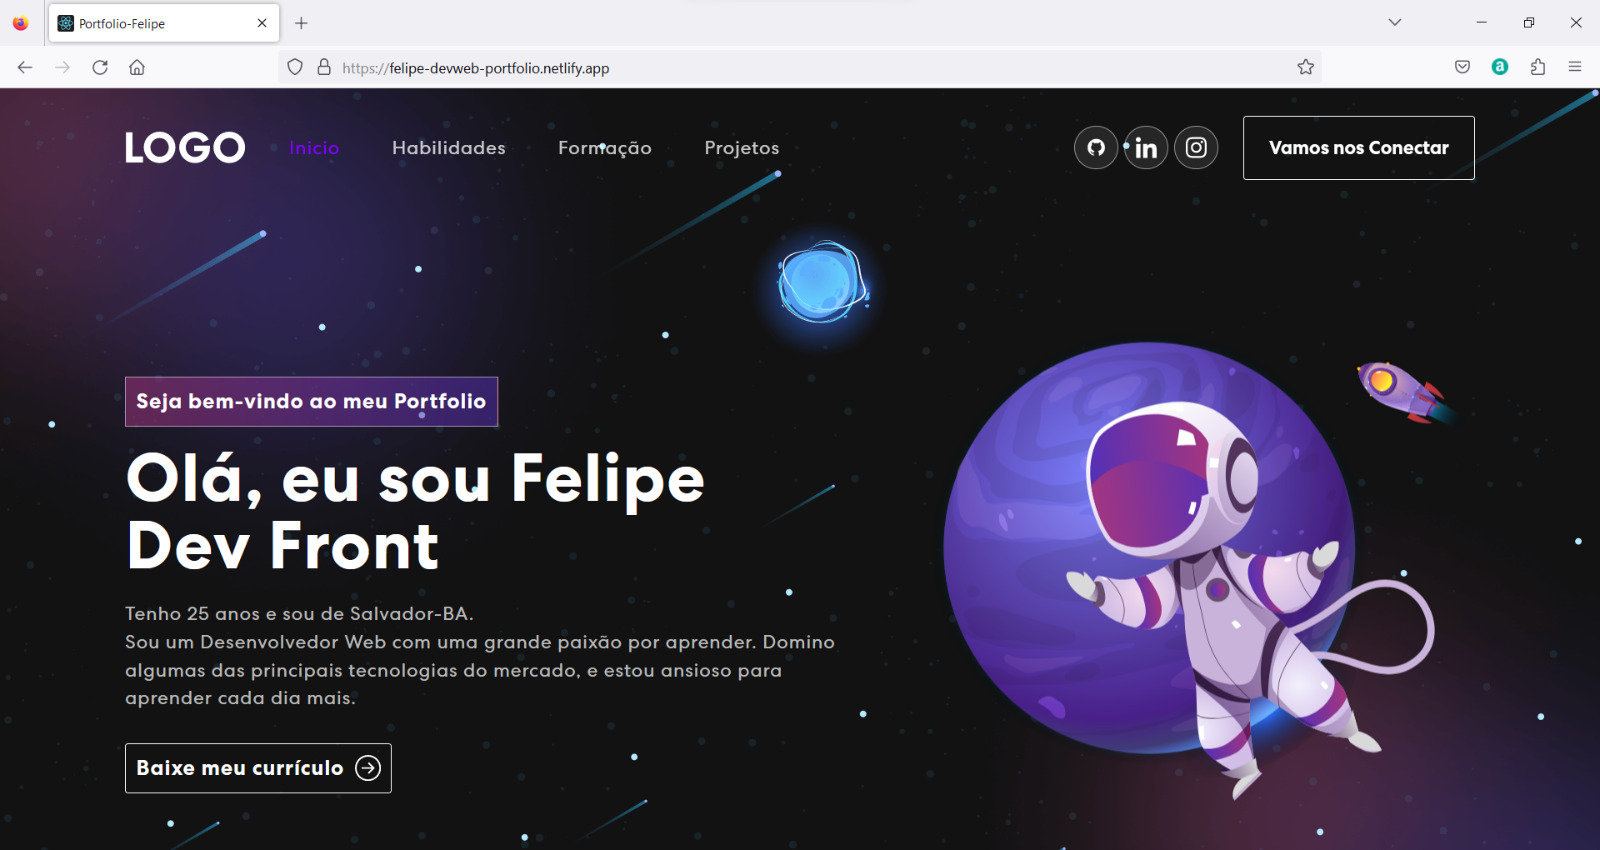 Portfolio-Felipe
https://felipe-devweb-portfolio.netlify.app
LOGO
Inicio
Habilidades
Formação
Projetos
in
Vamos nos Conectar
Seja bem-vindo ao meu Portfolio
Olá, eu sou Felipe
Dev Front
Tenho 25 anos e sou de Salvador-BA.
Sou um Desenvolvedor Web com uma grande paixão por aprender. Domino
algumas das principais tecnologias do mercado, e estou ansioso para
aprender cada dia mais.
Baixe meu currículo